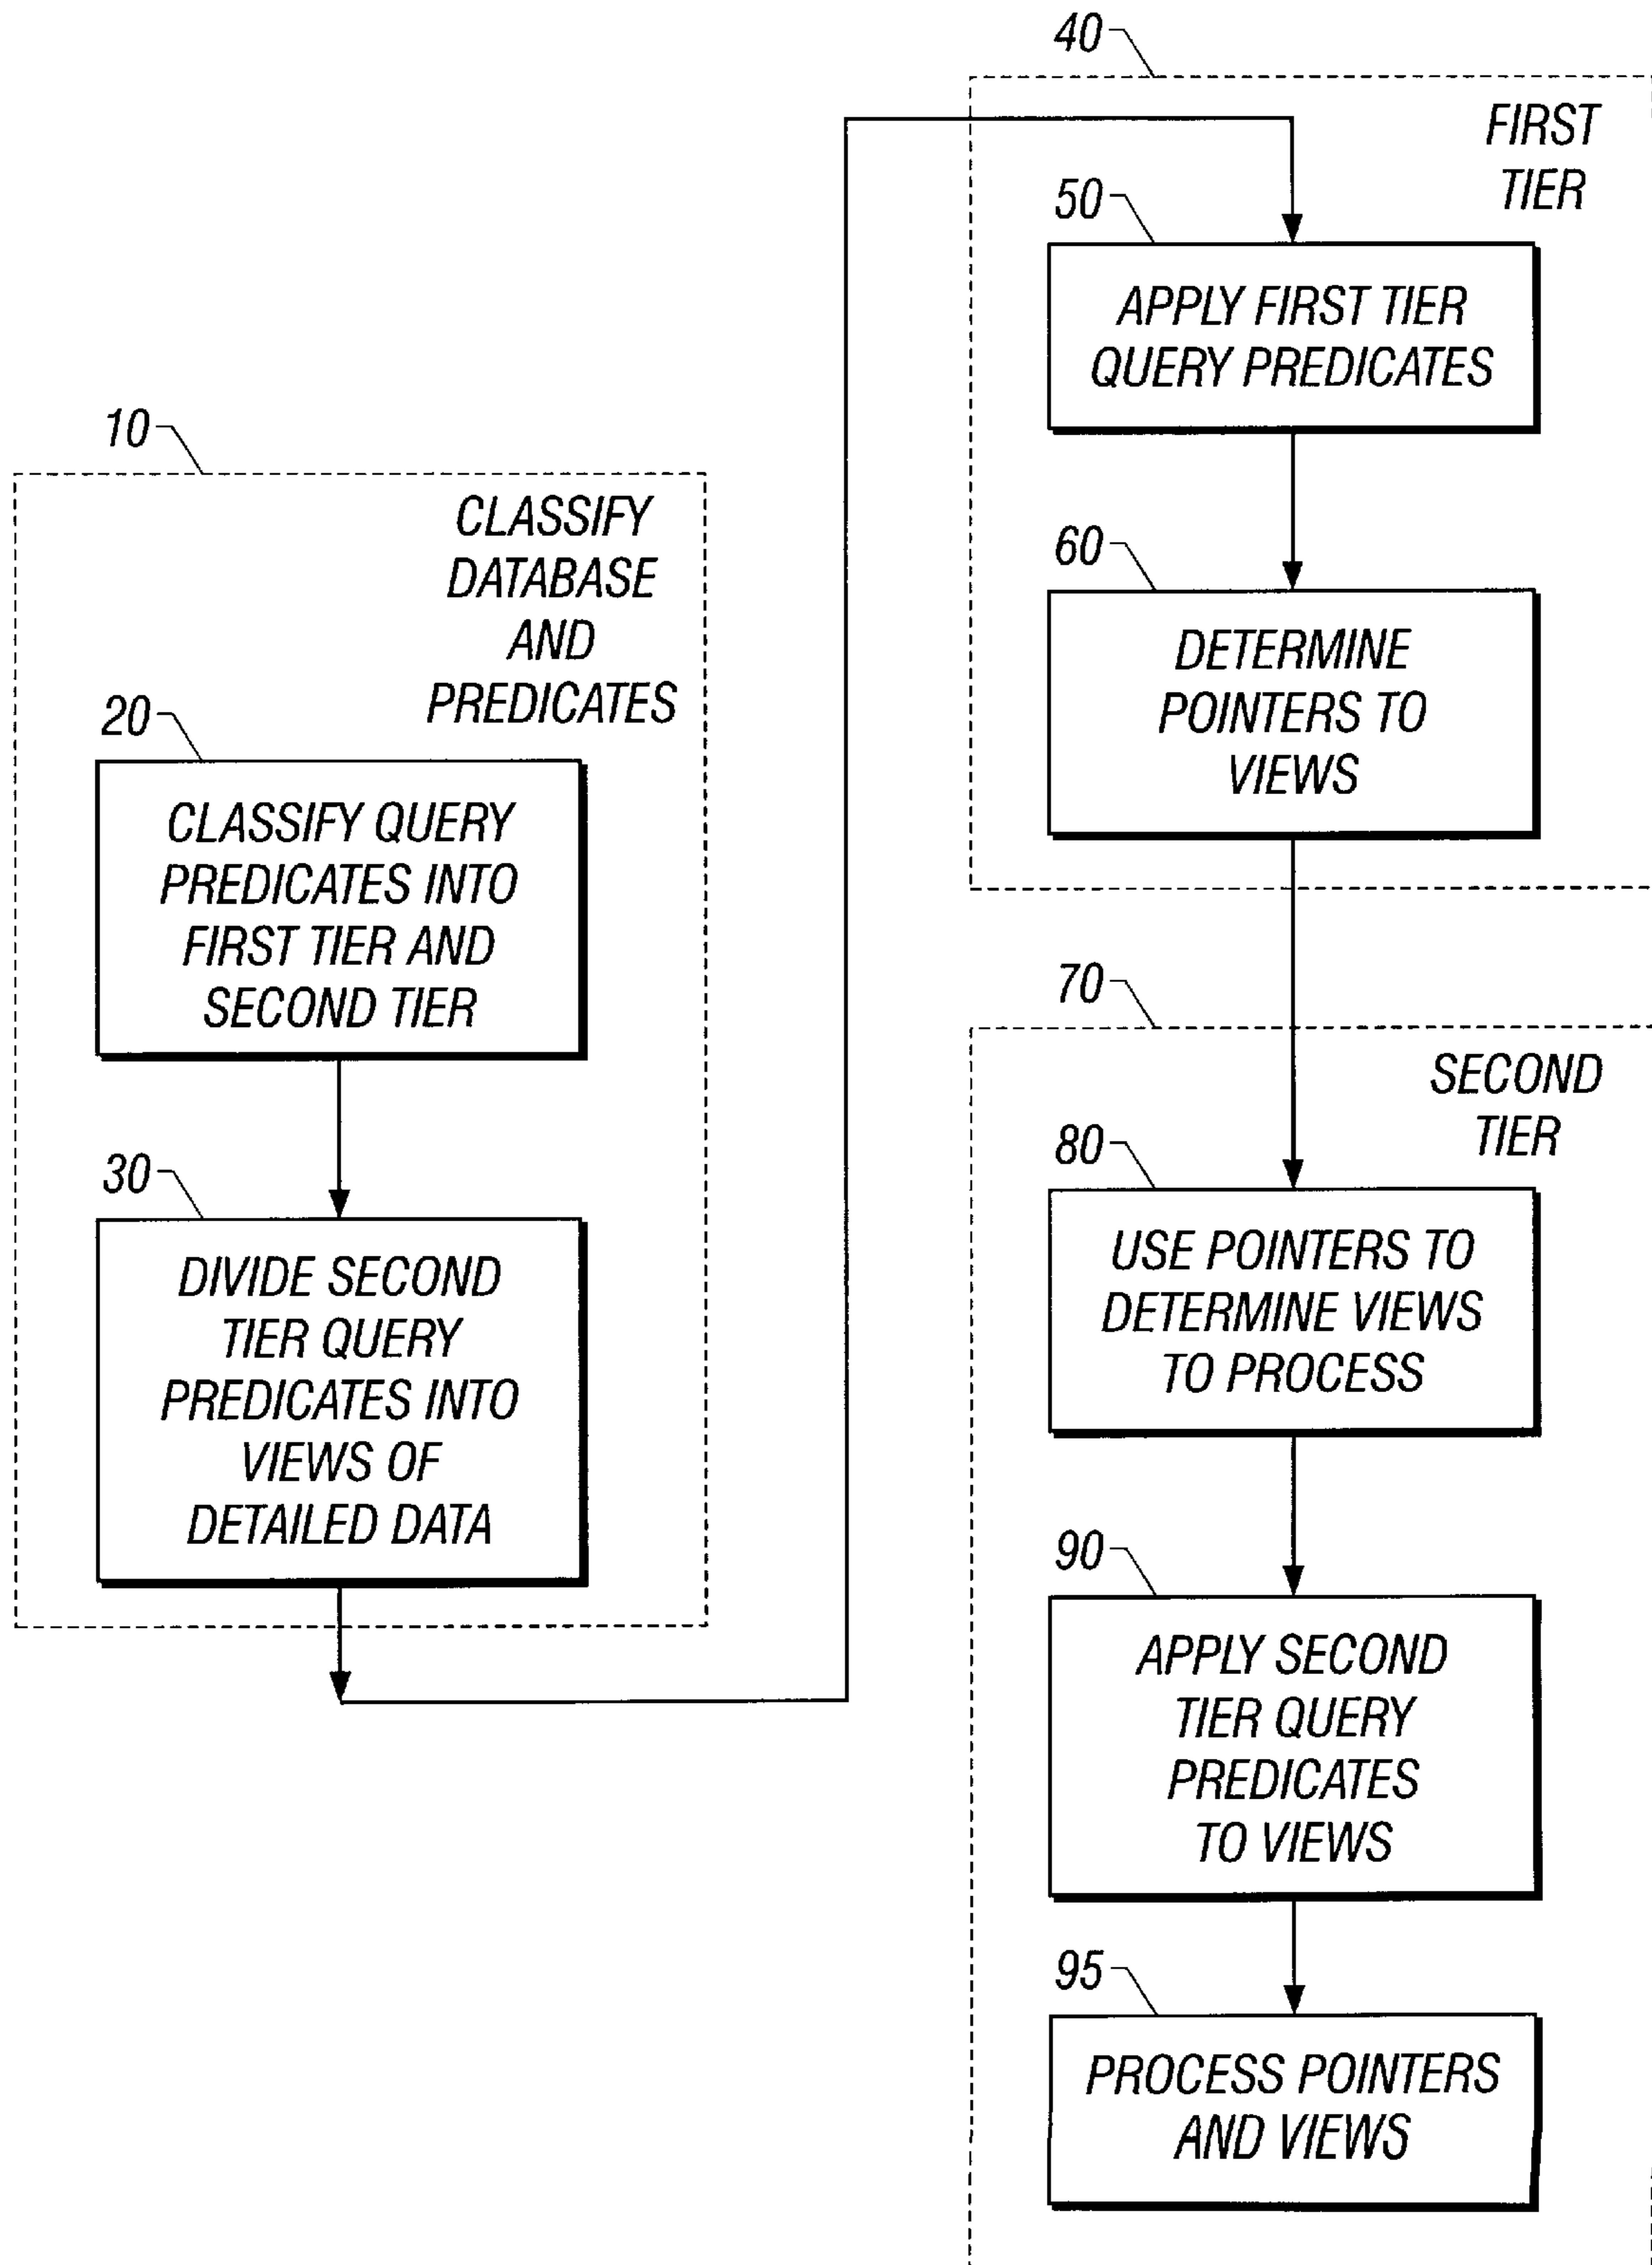 10
CLASSIFY
DATABASE
AND
PREDICATES
20
CLASSIFY QUERY
PREDICATES INTO
FIRST TIER AND
SECOND TIER
30
DIVIDE SECOND
TIER QUERY
PREDICATES INTO
VIEWS OF
DETAILED DATA
40
FIRST
TIER
50
APPLY FIRST TIER
QUERY PREDICATES
60
DETERMINE
POINTERS TO
VIEWS
70
SECOND
TIER
80
USE POINTERS TO
DETERMINE VIEWS
TO PROCESS
90
APPLY SECOND
TIER QUERY
PREDICATES
TO VIEWS
95
PROCESS POINTERS
AND VIEWS